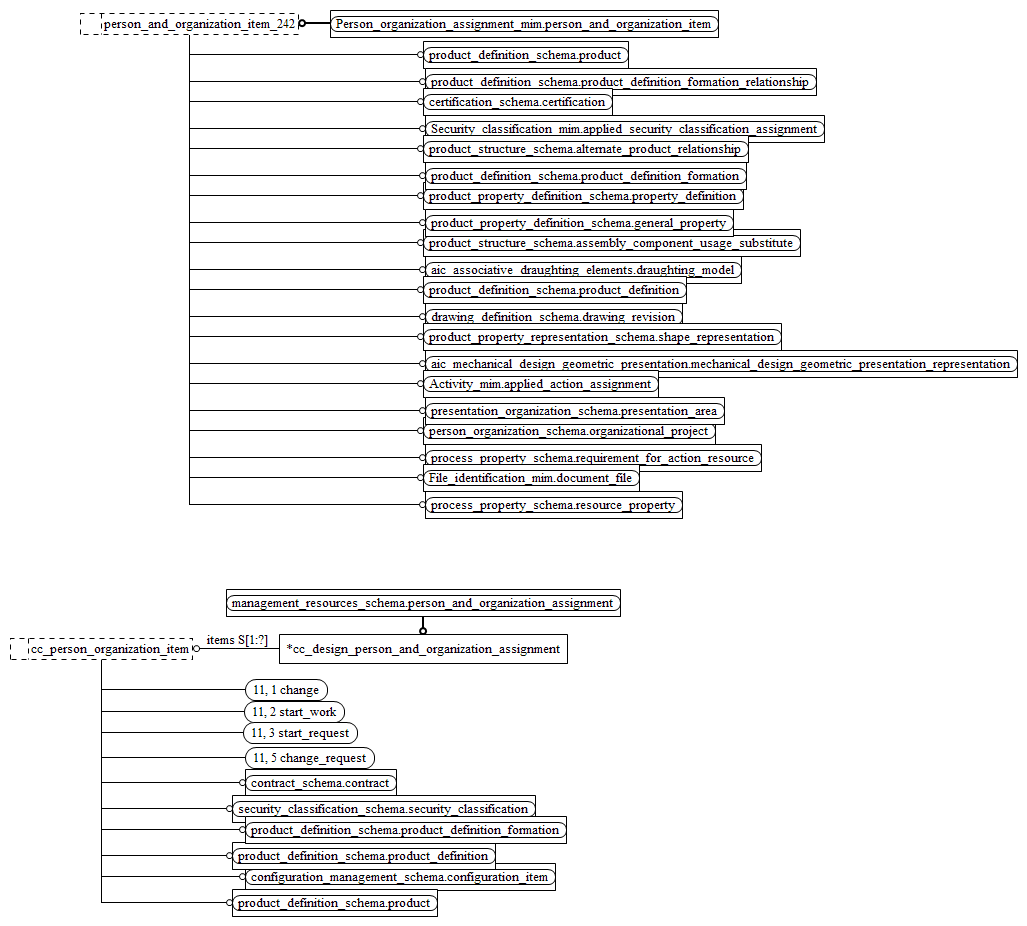 person_and_organization_item_242
Person_organization_assignment_mim.person_and_organization_item
product_definition_schema.product
product_definition_schema.product_definition_formation_relationship
certification_schema.certification
Security_classification_mim.applied_security_classification_assignment
product_structure_schema.alternate_product_relationship
product_definition_schema.product_definition_formation
product_property_definition_schema.property_definition
product_property_definition_schema.general_property
product_structure_schema.assembly_component_usage_substitute
aic_associative_draughting_elements.draughting_model
product_definition_schema.product_definition
drawing_definition_schema.drawing_revision
product_property_representation_schema.shape_representation
aic_mechanical_design_geometric_presentation.mechanical_design_geometric_presentation_representation
Activity_mim.applied_action_assignment
presentation_organization_schema.presentation_area
person_organization_schema.organizational_project
process_property_schema.requirement_for_action_resource
File_identification_mim.document_file
process_property_schema.resource_property
management_resources_schema.person_and_organization_assignment
cc_person_organization_item
items S[1:?]
*cc_design_person_and_organization_assignment
11, 1 change
11, 2 start_work
11, 3 start_request
11, 5 change_request
contract_schema.contract
security_classification_schema.security_classification
product_definition_schema.product_definition_formation
product_definition_schema.product_definition
configuration_management_schema.configuration_item
product_definition_schema.product